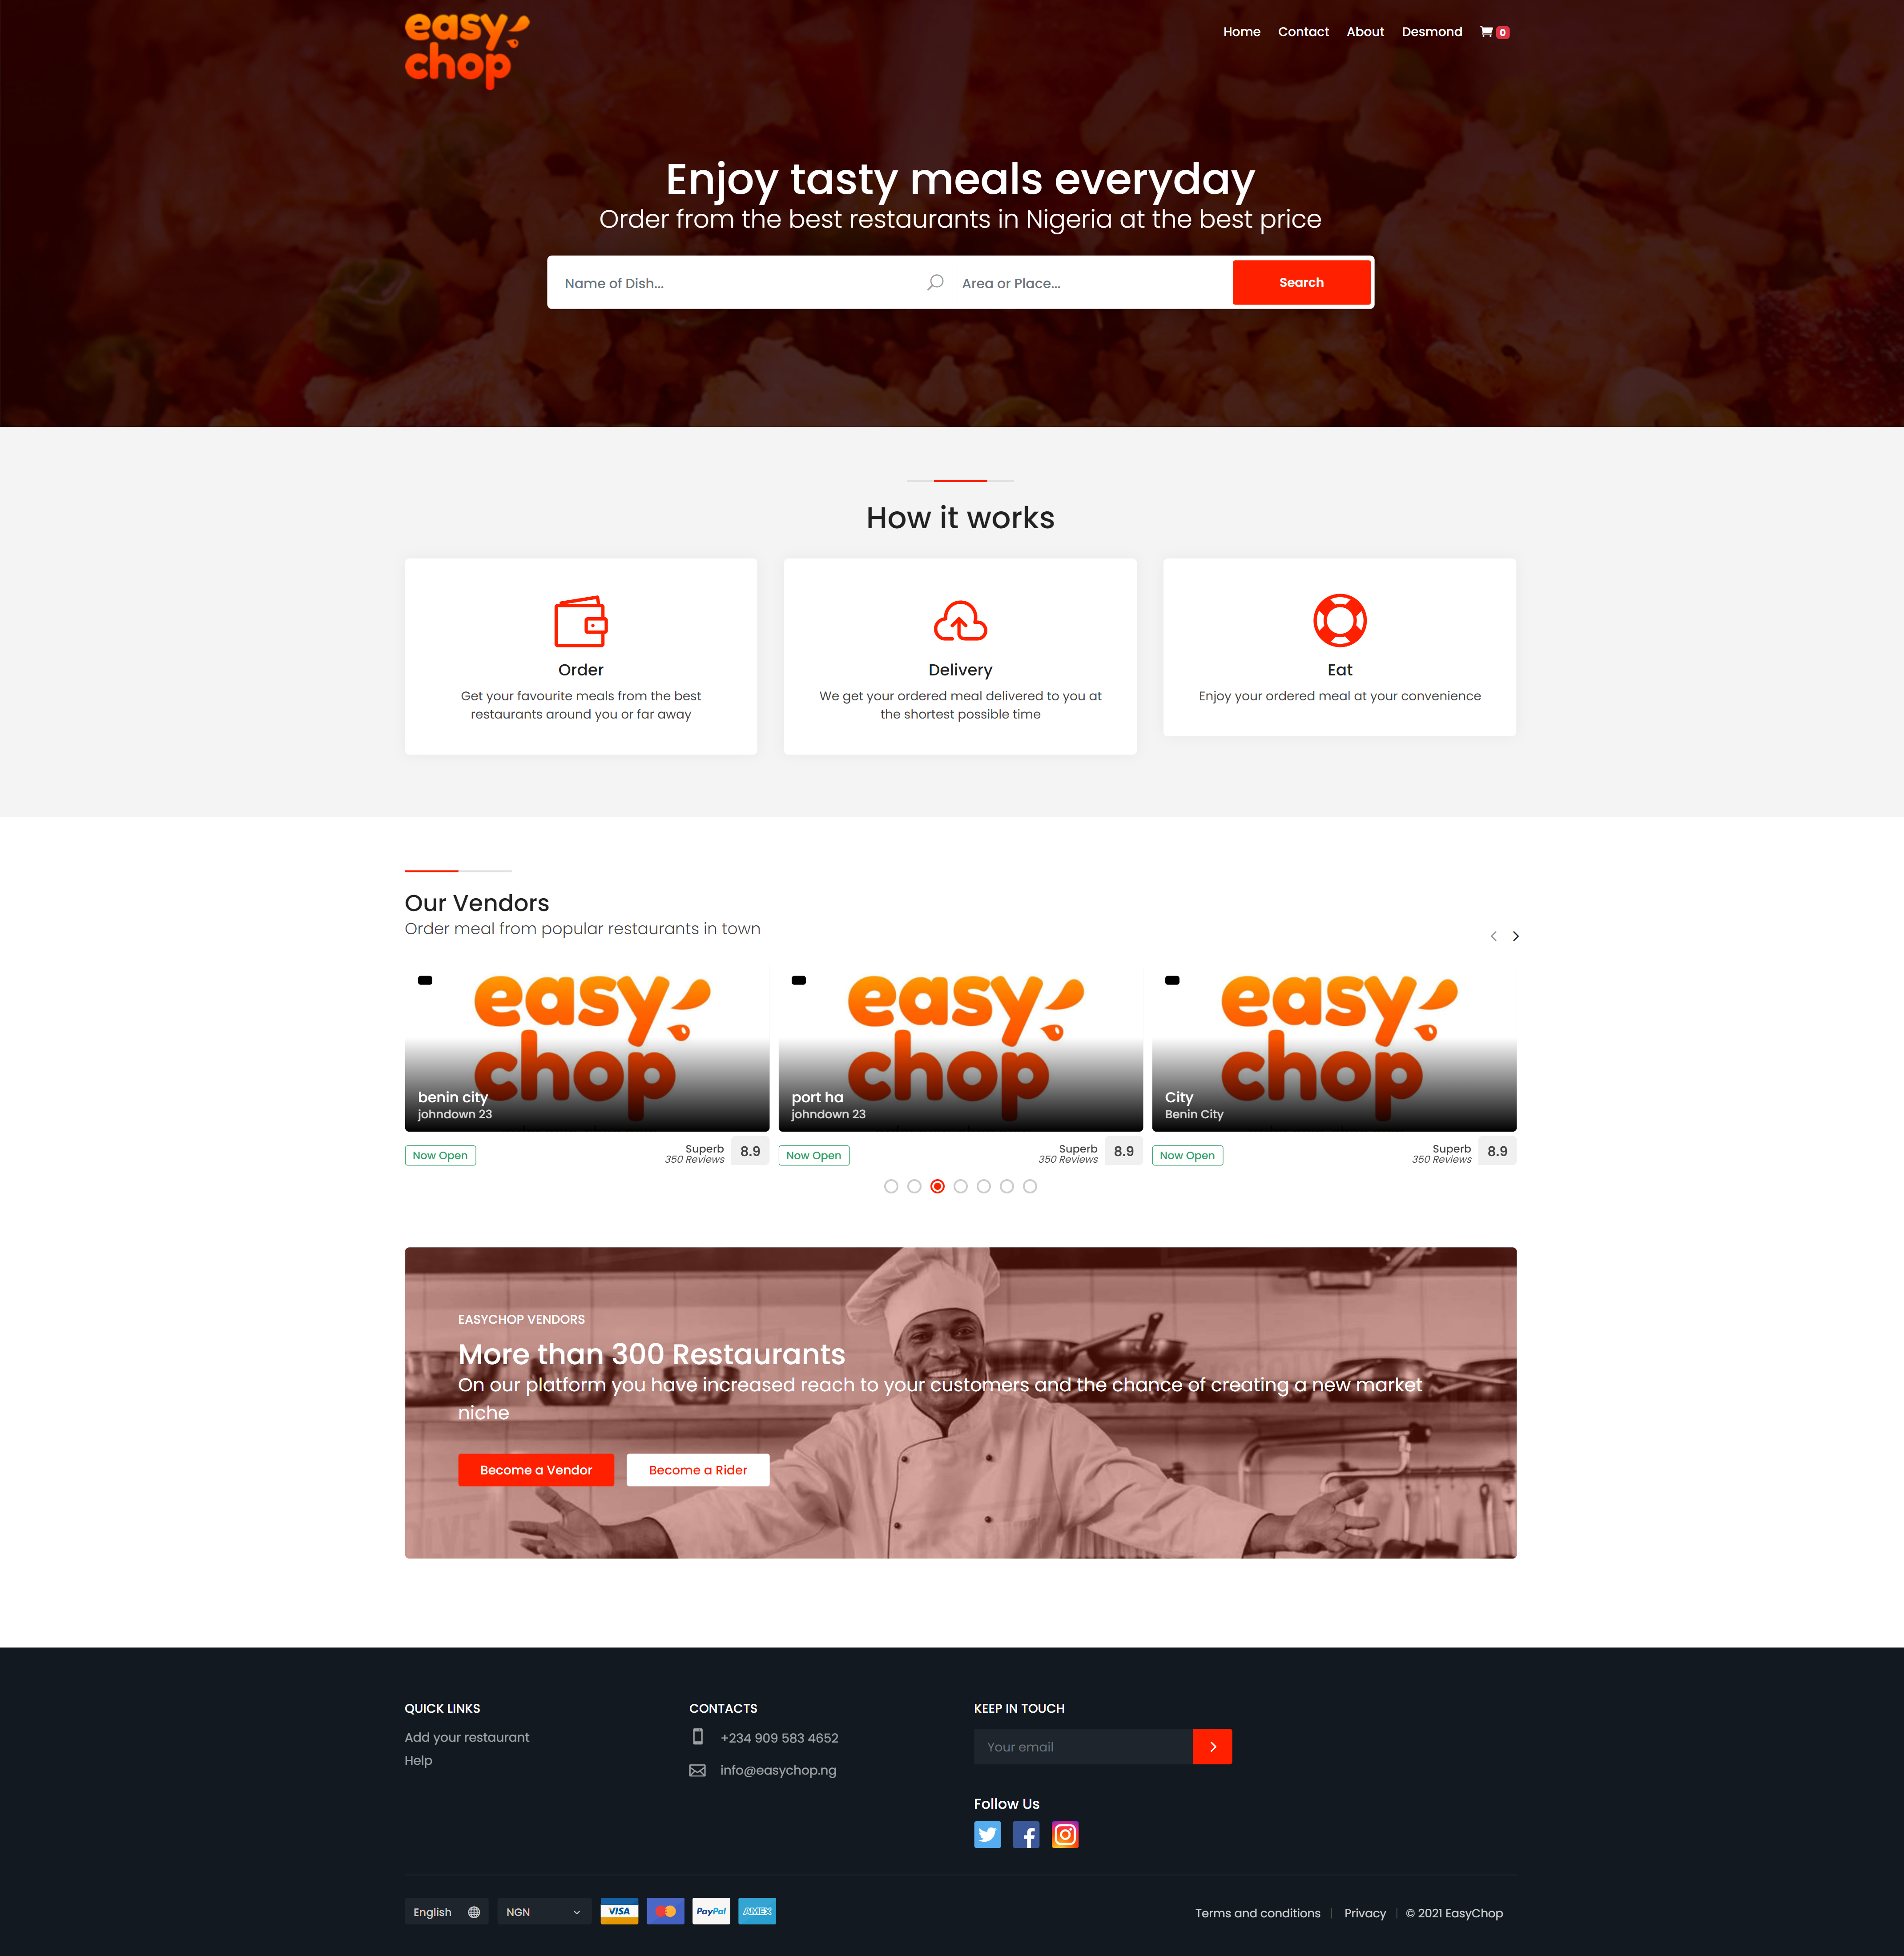 easy
chop
Home Contact About Desmond 0
Enjoy tasty meals everyday
Order from the best restaurants in Nigeria at the best price
Name of Dish... Area or Place... Search
How it works
Order
Get your favourite meals from the best
restaurants around you or far away
Delivery
We get your ordered meal delivered to you at
the shortest possible time
Eat
Enjoy your ordered meal at your convenience
Our Vendors
Order meal from popular restaurants in town
easy
chop
benin city
johndown 23
Now Open
Superb
350 Reviews
8.9
easy
chop
port ha
johndown 23
Now Open
Superb
350 Reviews
8.9
easy
chop
City
Benin City
Now Open
Superb
350 Reviews
8.9
EASYCHOP VENDORS
More than 300 Restaurants
On our platform you have increased reach to your customers and the chance of creating a new market
niche
Become a Vendor Become a Rider
QUICK LINKS
Add your restaurant
Help
CONTACTS
+234 909 583 4652
info@easychop.ng
KEEP IN TOUCH
Your email
Follow Us
English NGN VISA PayPal AMEX
Terms and conditions Privacy © 2021 EasyChop